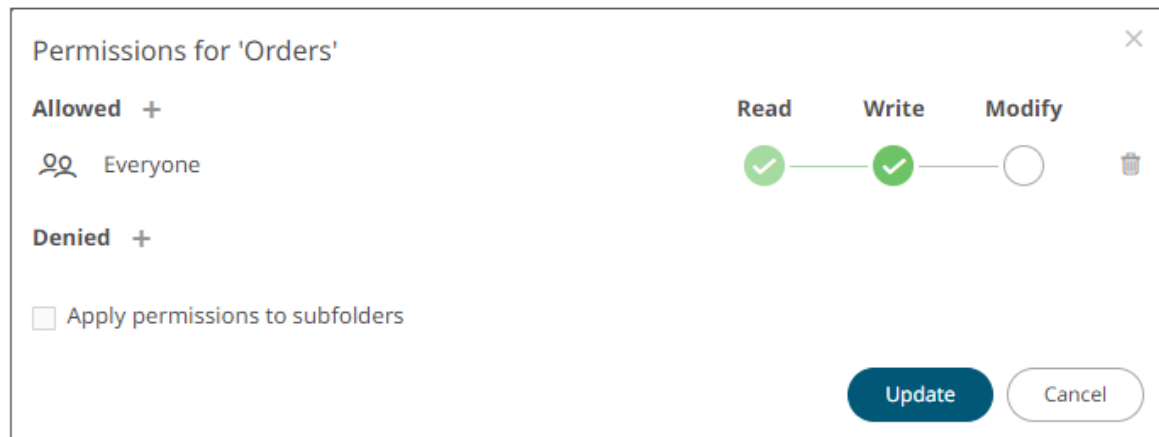 Permissions for 'Orders'
Allowed + Read Write Modify
Everyone
Denied +
Apply permissions to subfolders
Update Cancel